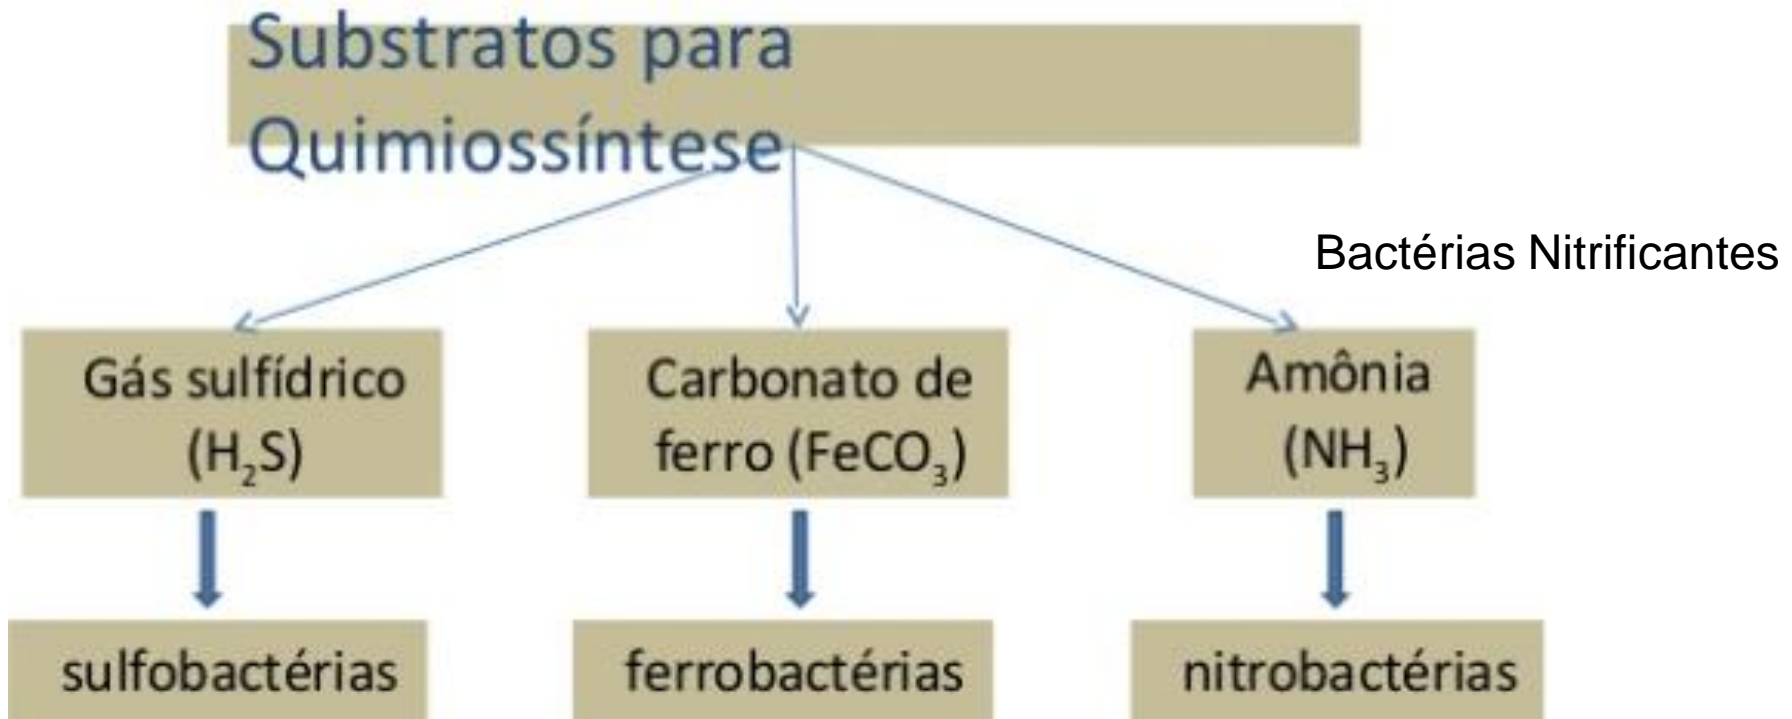 Substratos para
Quimiossíntese
Bactérias Nitrificantes
Gás sulfídrico
(H₂S)
Carbonato de
ferro (FeCO₃)
Amônia
(NH₃)
sulfobactérias
ferrobactérias
nitrobactérias